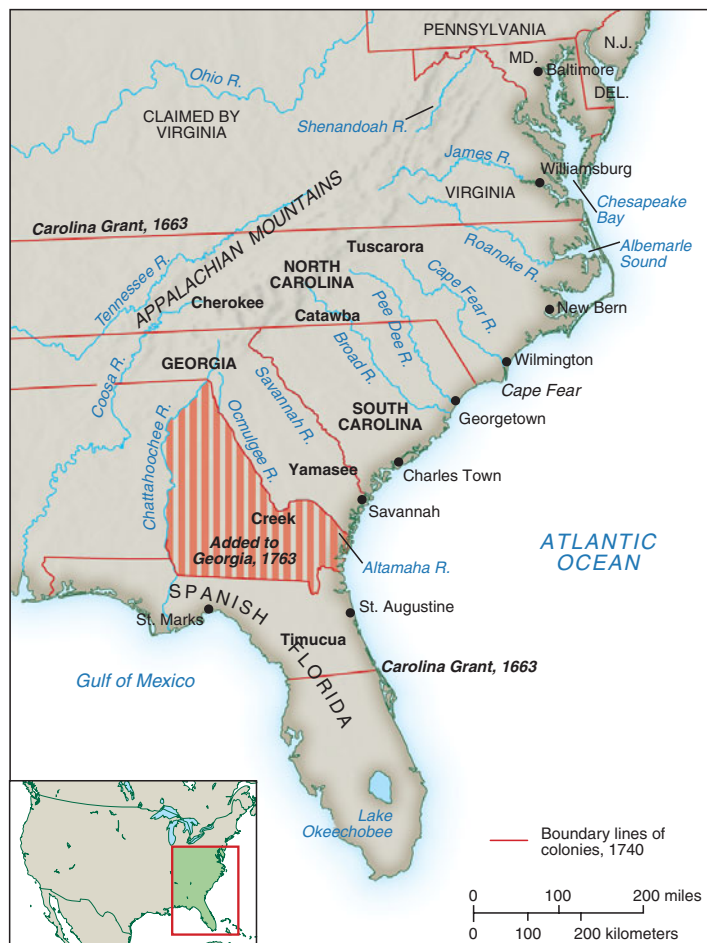 PENNSYLVANIA
N.J.
MD.
Baltimore
DEL.
Ohio R.
CLAIMED BY
VIRGINIA
Shenandoah R.
James R.
Williamsburg
VIRGINIA
Chesapeake
Bay
Carolina Grant, 1663
APPALACHIAN MOUNTAINS
Tuscarora
Roanoke R.
Albemarle
Sound
Tennessee R.
Cherokee
NORTH
CAROLINA
Catawba
Cape Fear R.
Pee Dee R.
Broad R.
New Bern
Wilmington
Cape Fear
GEORGIA
Coosa R.
Savannah R.
SOUTH
CAROLINA
Georgetown
Chattahoochee R.
Ocmulgee R.
Yamasee
Charles Town
Savannah
Creek
Added to
Georgia, 1763
Altamaha R.
ATLANTIC
OCEAN
SPANISH
FLORIDA
St. Marks
St. Augustine
Timucua
Carolina Grant, 1663
Gulf of Mexico
Lake
Okeechobee
Boundary lines of
colonies, 1740
0 100 200 miles
0 100 200 kilometers